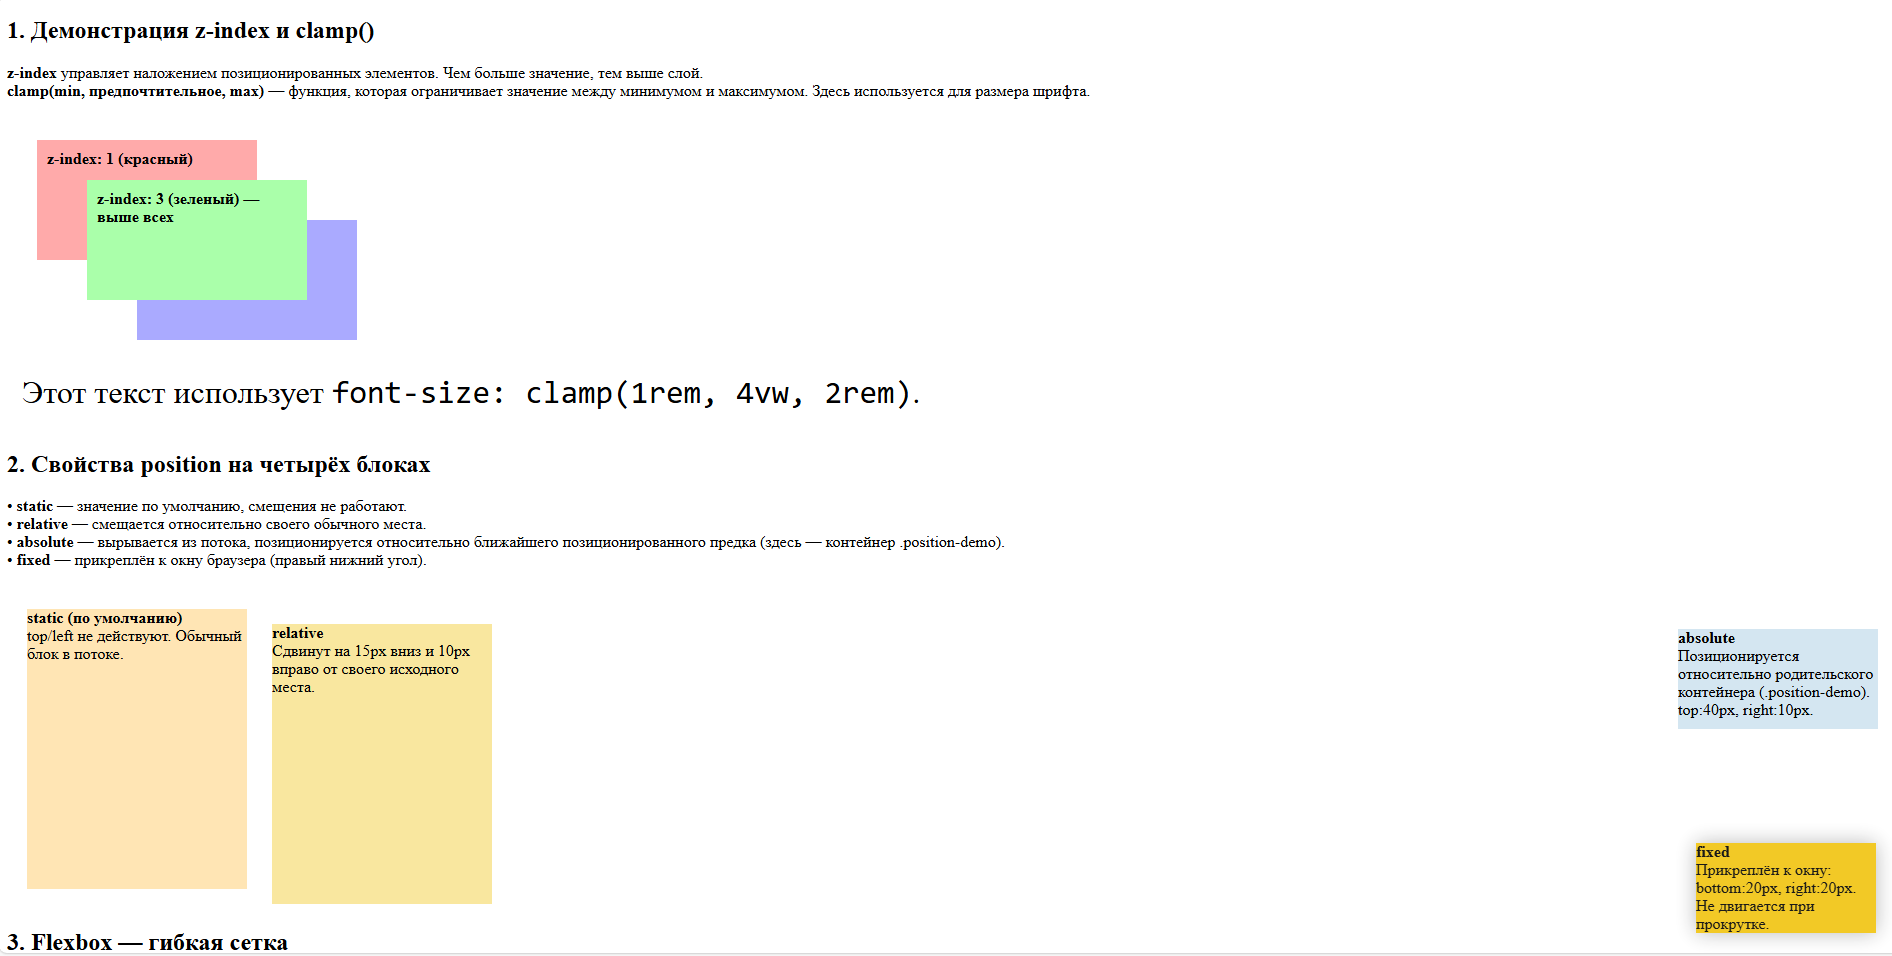 1. Демонстрация z-index и clamp()
z-index управляет наложением позиционированных элементов. Чем больше значение, тем выше слой.
clamp(min, предпочтительное, max) — функция, которая ограничивает значение между минимумом и максимумом. Здесь используется для размера шрифта.
z-index: 1 (красный)
z-index: 3 (зеленый) —
выше всех
Этот текст использует font-size: clamp(1rem, 4vw, 2rem).
2. Свойства position на четырёх блоках
• static — значение по умолчанию, смещения не работают.
• relative — смещается относительно своего обычного места.
• absolute — вырывается из потока, позиционируется относительно ближайшего позиционированного предка (здесь — контейнер .position-demo).
• fixed — прикреплён к окну браузера (правый нижний угол).
static (по умолчанию)
top/left не действуют. Обычный
блок в потоке.
relative
Сдвинут на 15px вниз и 10px
вправо от своего исходного
места.
absolute
Позиционируется
относительно родительского
контейнера (.position-demo).
top:40px, right:10px.
fixed
Прикреплён к окну:
bottom:20px, right:20px.
Не двигается при
прокрутке.
3. Flexbox — гибкая сетка